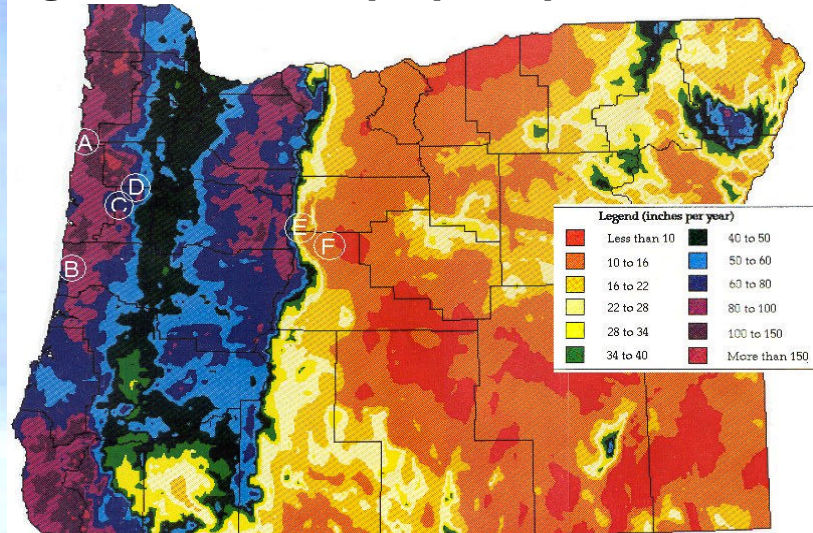 A
D
C
B
E
F
Legend (inches per year)
Less than 10
10 to 16
16 to 22
22 to 28
28 to 34
34 to 40
40 to 50
50 to 60
60 to 80
80 to 100
100 to 150
More than 150